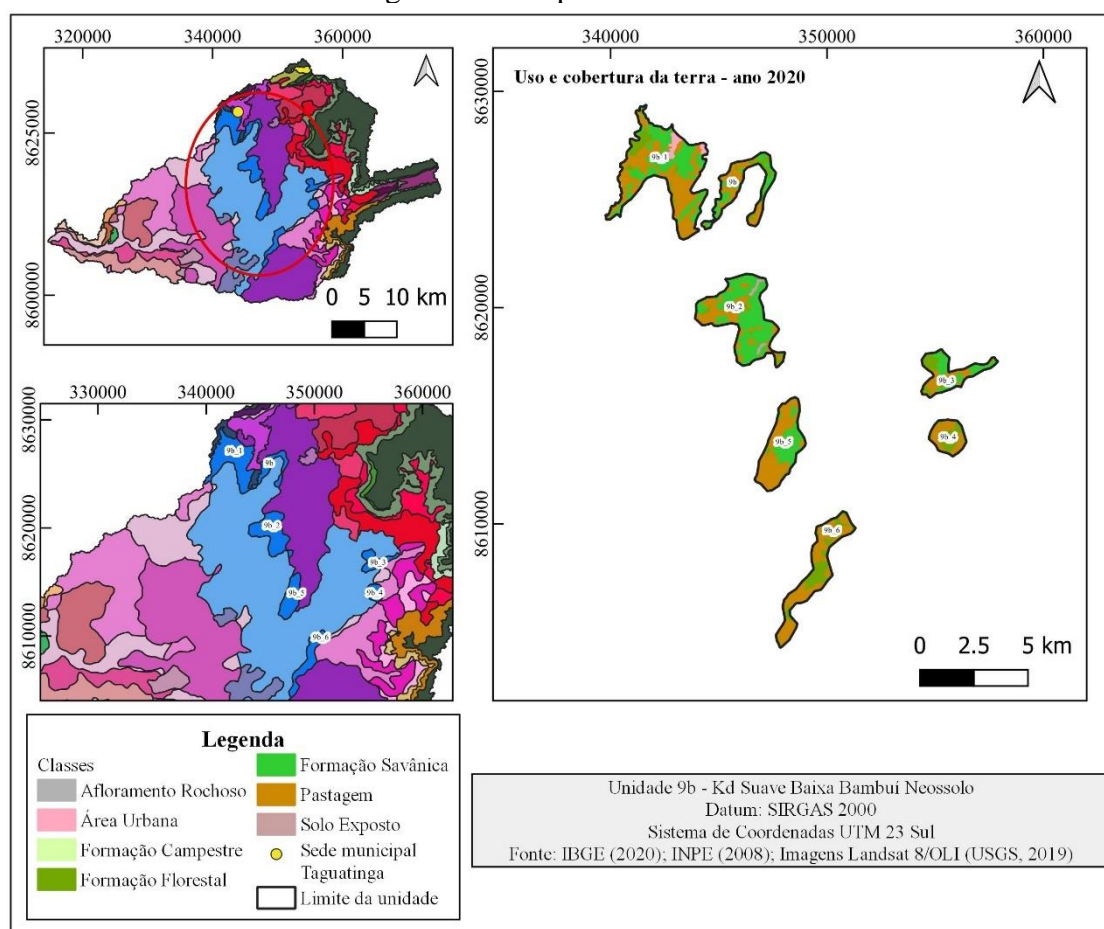 320000 340000 360000
8625000
8600000
0 5 10 km
330000 340000 350000 360000
8630000
8620000
8610000
9b_1
9b
9b_2
9b_3
9b_5
9b_4
9b_6
340000 350000 360000
Uso e cobertura da terra - ano 2020
8630000
8620000
8610000
9b_1
9b
9b_2
9b_3
9b_5
9b_4
9b_6
0 2.5 5 km
Legenda
Classes
Afloramento Rochoso
Área Urbana
Formação Campestre
Formação Florestal
Formação Savânica
Pastagem
Solo Exposto
Sede municipal
Taguatinga
Limite da unidade
Unidade 9b - Kd Suave Baixa Bambuí Neossolo
Datum: SIRGAS 2000
Sistema de Coordenadas UTM 23 Sul
Fonte: IBGE (2020); INPE (2008); Imagens Landsat 8/OLI (USGS, 2019)